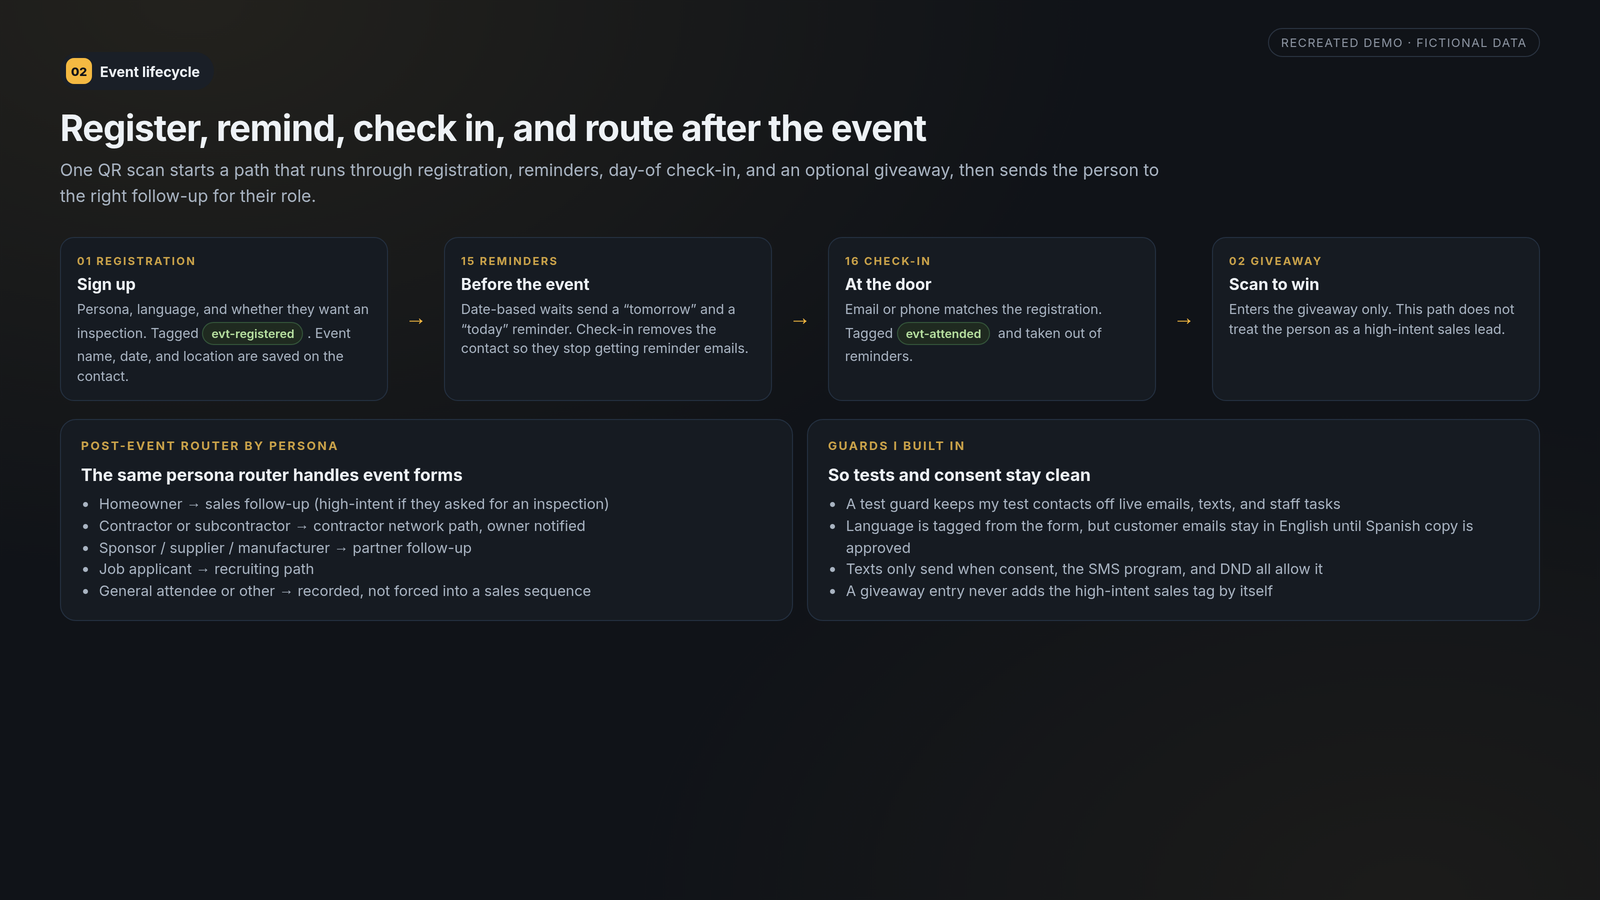 RECREATED DEMO · FICTIONAL DATA
02 Event lifecycle
Register, remind, check in, and route after the event
One QR scan starts a path that runs through registration, reminders, day-of check-in, and an optional giveaway, then sends the person to
the right follow-up for their role.
01 REGISTRATION
Sign up
Persona, language, and whether they want an
inspection. Tagged evt-registered . Event
name, date, and location are saved on the
contact.
→
15 REMINDERS
Before the event
Date-based waits send a “tomorrow” and a
“today” reminder. Check-in removes the
contact so they stop getting reminder emails.
→
16 CHECK-IN
At the door
Email or phone matches the registration.
Tagged evt-attended and taken out of
reminders.
→
02 GIVEAWAY
Scan to win
Enters the giveaway only. This path does not
treat the person as a high-intent sales lead.
POST-EVENT ROUTER BY PERSONA
The same persona router handles event forms
• Homeowner → sales follow-up (high-intent if they asked for an inspection)
• Contractor or subcontractor → contractor network path, owner notified
• Sponsor / supplier / manufacturer → partner follow-up
• Job applicant → recruiting path
• General attendee or other → recorded, not forced into a sales sequence
GUARDS I BUILT IN
So tests and consent stay clean
• A test guard keeps my test contacts off live emails, texts, and staff tasks
• Language is tagged from the form, but customer emails stay in English until Spanish copy is
approved
• Texts only send when consent, the SMS program, and DND all allow it
• A giveaway entry never adds the high-intent sales tag by itself